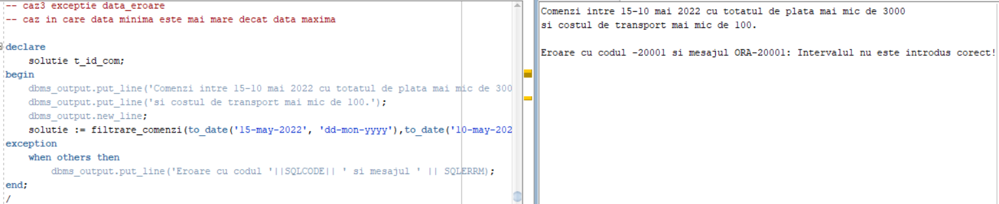 -- caz3 exceptie data_eroare
-- caz in care data minima este mai mare decat data maxima
declare
solutie t_id_com;
begin
dbms_output.put_line('Comenzi intre 15-10 mai 2022 cu totatul de plata mai mic de 300
dbms_output.put_line('si costul de transport mai mic de 100.');
dbms_output.new_line;
solutie := filtrare_comenzi(to_date('15-may-2022', 'dd-mon-yyyy'),to_date('10-may-202
exception
when others then
dbms_output.put_line('Eroare cu codul '||SQLCODE|| ' si mesajul ' || SQLERRM);
end;
/
Comenzi intre 15-10 mai 2022 cu totatul de plata mai mic de 3000
si costul de transport mai mic de 100.
Eroare cu codul -20001 si mesajul ORA-20001: Intervalul nu este introdus corect!